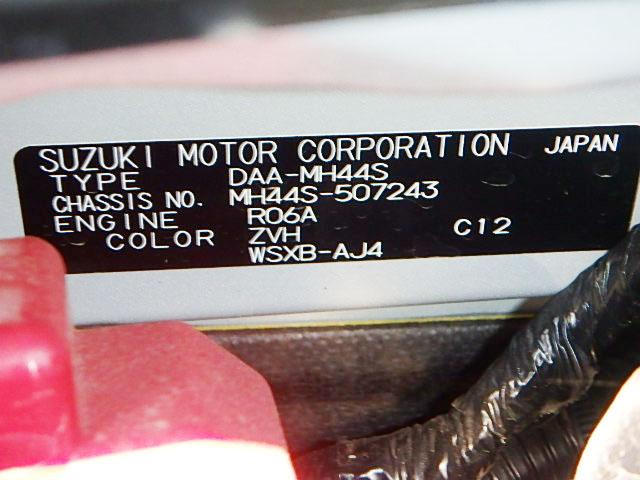 SUZUKI MOTOR CORPORATION JAPAN
TYPE DAA-MH44S
CHASSIS NO. MH44S-507243
ENGINE R06A
COLOR ZVH C12
WSXB-AJ4